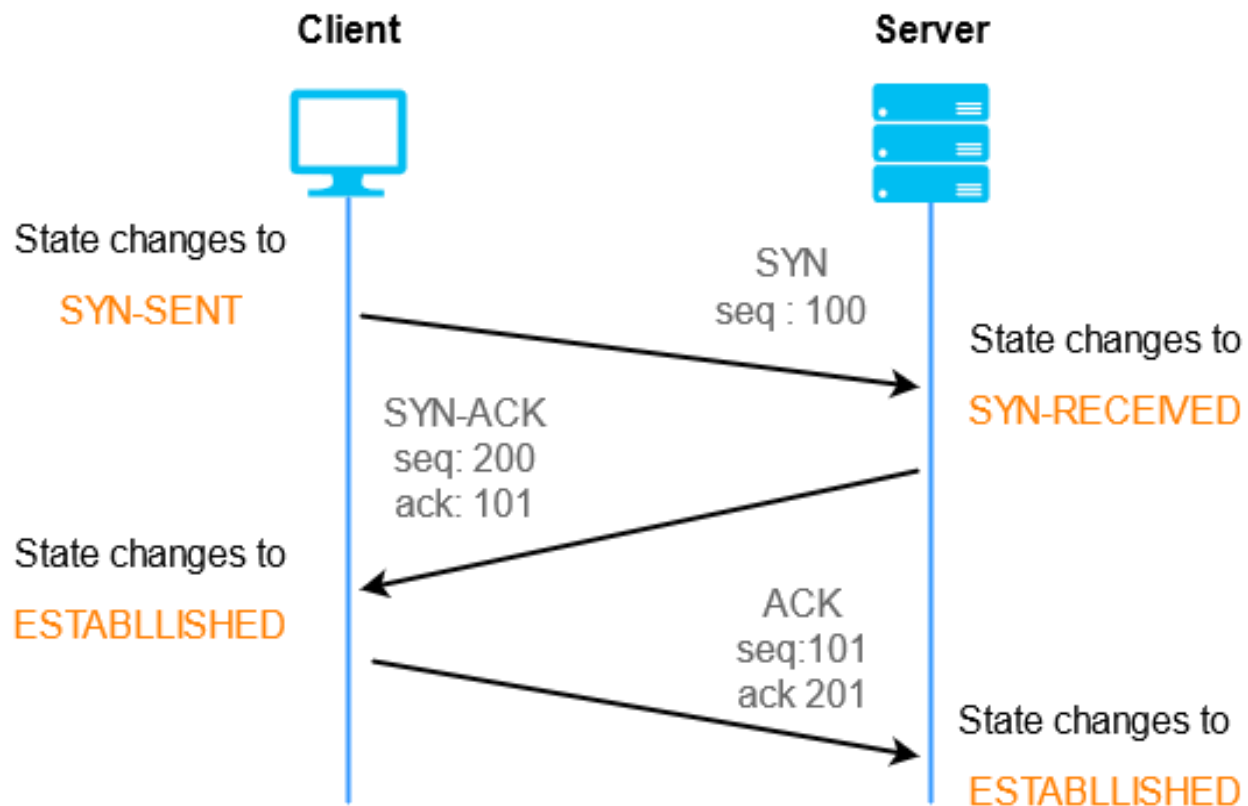 Client
Server
State changes to
SYN-SENT
SYN
seq : 100
State changes to
SYN-RECEIVED
SYN-ACK
seq: 200
ack: 101
State changes to
ESTABLLISHED
ACK
seq:101
ack 201
State changes to
ESTABLLISHED